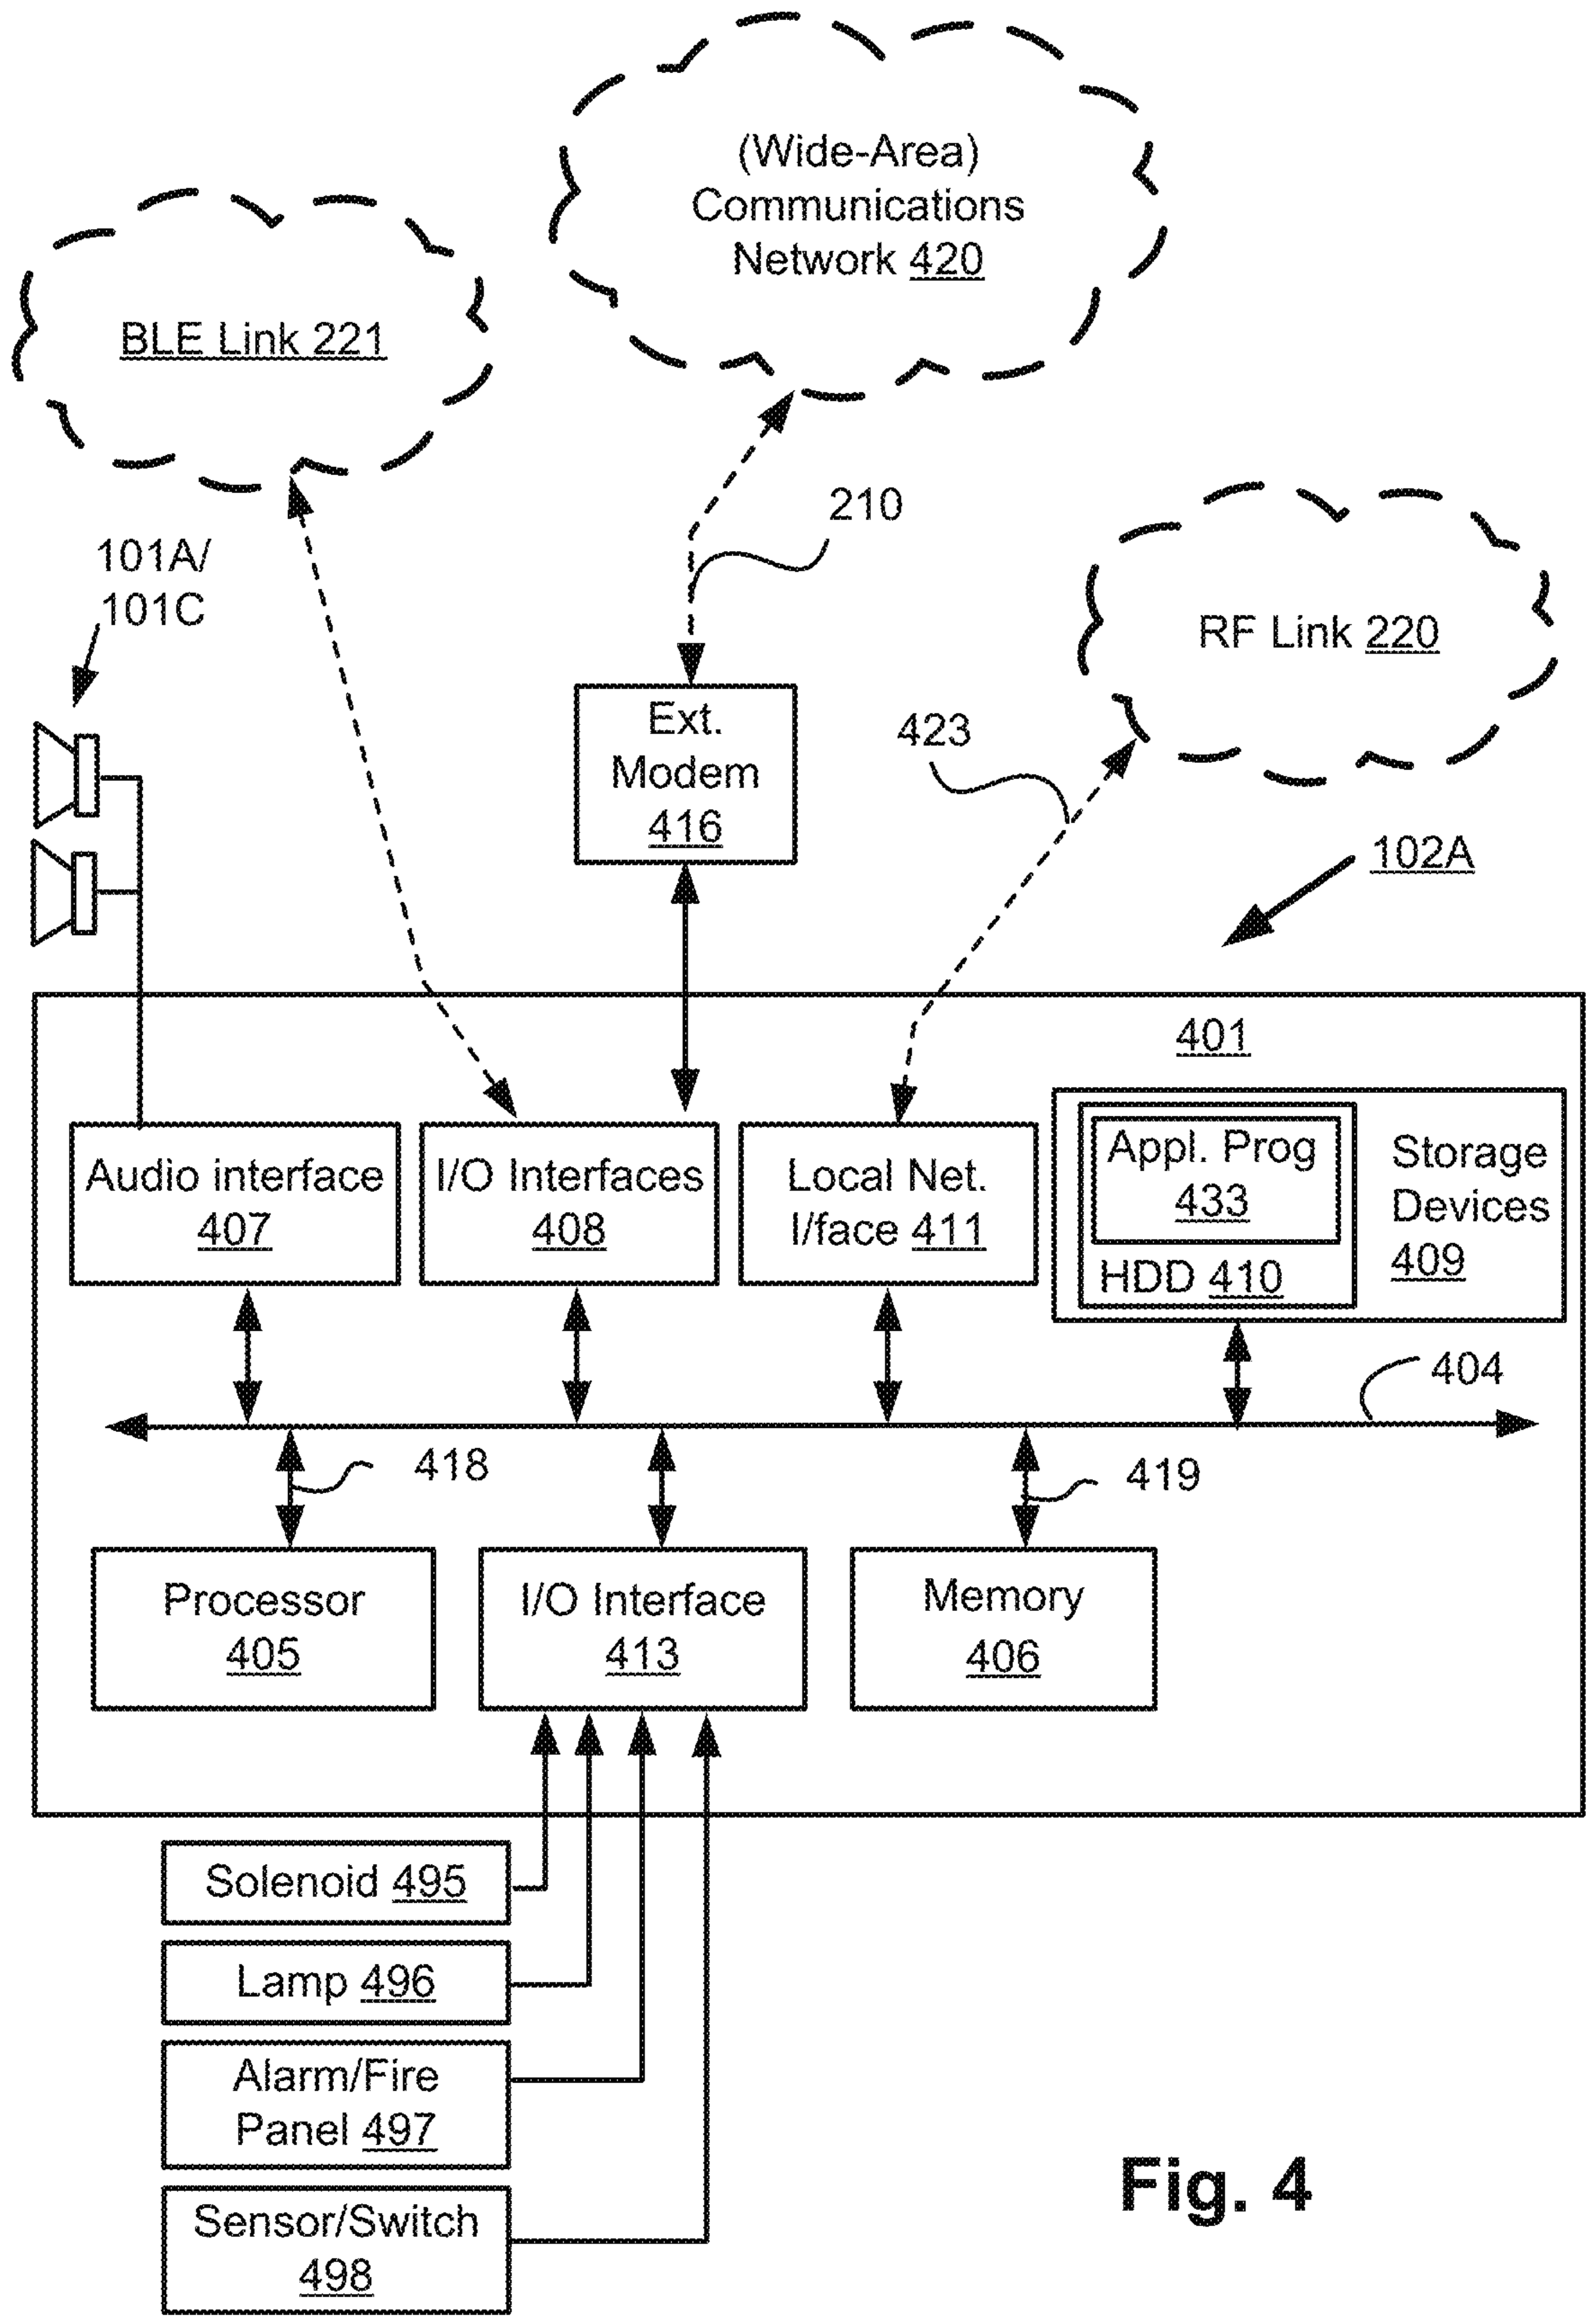 (Wide-Area)
Communications
Network 420
BLE Link 221
210
101A/
101C
RF Link 220
Ext.
Modem
416
423
102A
401
Audio interface
407
I/O Interfaces
408
Local Net.
I/face 411
Appl. Prog
433
HDD 410
Storage
Devices
409
404
418
419
Processor
405
I/O Interface
413
Memory
406
Solenoid 495
Lamp 496
Alarm/Fire
Panel 497
Sensor/Switch
498
Fig. 4